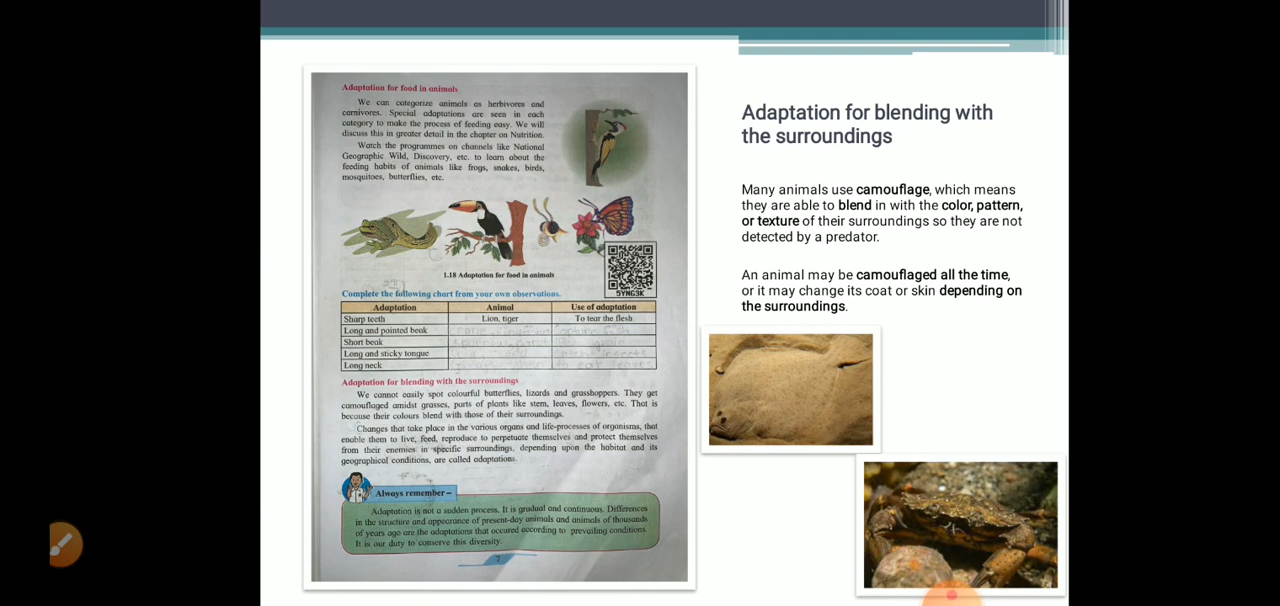 Adaptation for food in animals
We can categorize animals as herbivores and
carnivores. Special adaptations are seen in each
category to make the process of feeding easy. We will
discuss this in greater detail in the chapter on Nutrition.
Watch the programmes on channels like National
Geographic Wild, Discovery, etc. to learn about the
feeding habits of animals like frogs, snakes, birds,
mosquitoes, butterflies, etc.
5YMG3K
1.18 Adaptation for food in animals
Complete the following chart from your own observations.
Adaptation Animal Use of adaptation
Sharp teeth Lion, tiger To tear the flesh
Long and pointed beak
Short beak
Long and sticky tongue
Long neck
Adaptation for blending with the surroundings
We cannot easily spot colourful butterflies, lizards and grasshoppers. They get
camouflaged amidst grasses, parts of plants like stem, leaves, flowers, etc. That is
because their colours blend with those of their surroundings.
Changes that take place in the various organs and life-processes of organisms, that
enable them to live, feed, reproduce to perpetuate themselves and protect themselves
from their enemies in specific surroundings, depending upon the habitat and its
geographical conditions, are called adaptations.
Always remember –
Adaptation is not a sudden process. It is gradual and continuous. Differences
in the structure and appearance of present-day animals and animals of thousands
of years ago are the adaptations that occured according to prevailing conditions.
It is our duty to conserve this diversity.
7
Adaptation for blending with
the surroundings
Many animals use camouflage, which means
they are able to blend in with the color, pattern,
or texture of their surroundings so they are not
detected by a predator.
An animal may be camouflaged all the time,
or it may change its coat or skin depending on
the surroundings.